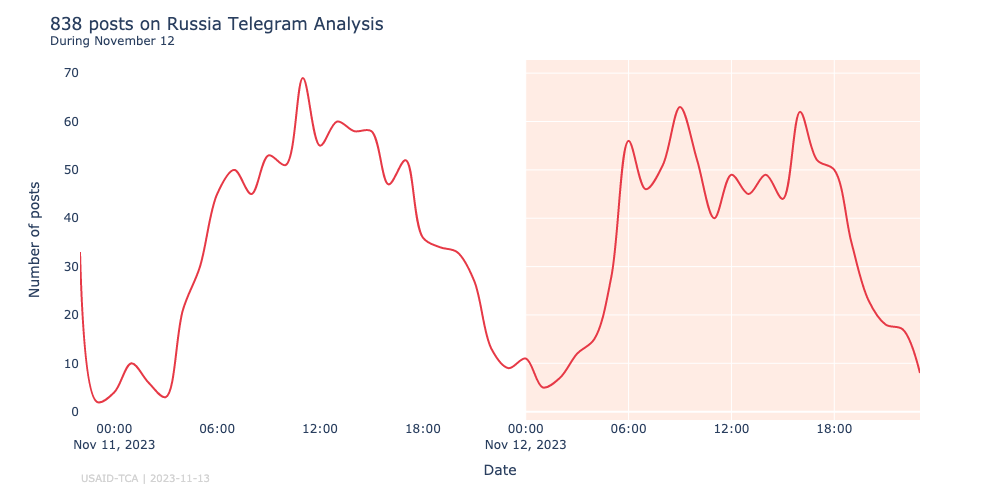 838 posts on Russia Telegram Analysis
During November 12
70
60
50
40
30
20
10
0
Number of posts
00:00 06:00 12:00 18:00 00:00 06:00 12:00 18:00
Nov 11, 2023 Nov 12, 2023
Date
USAID-TCA | 2023-11-13